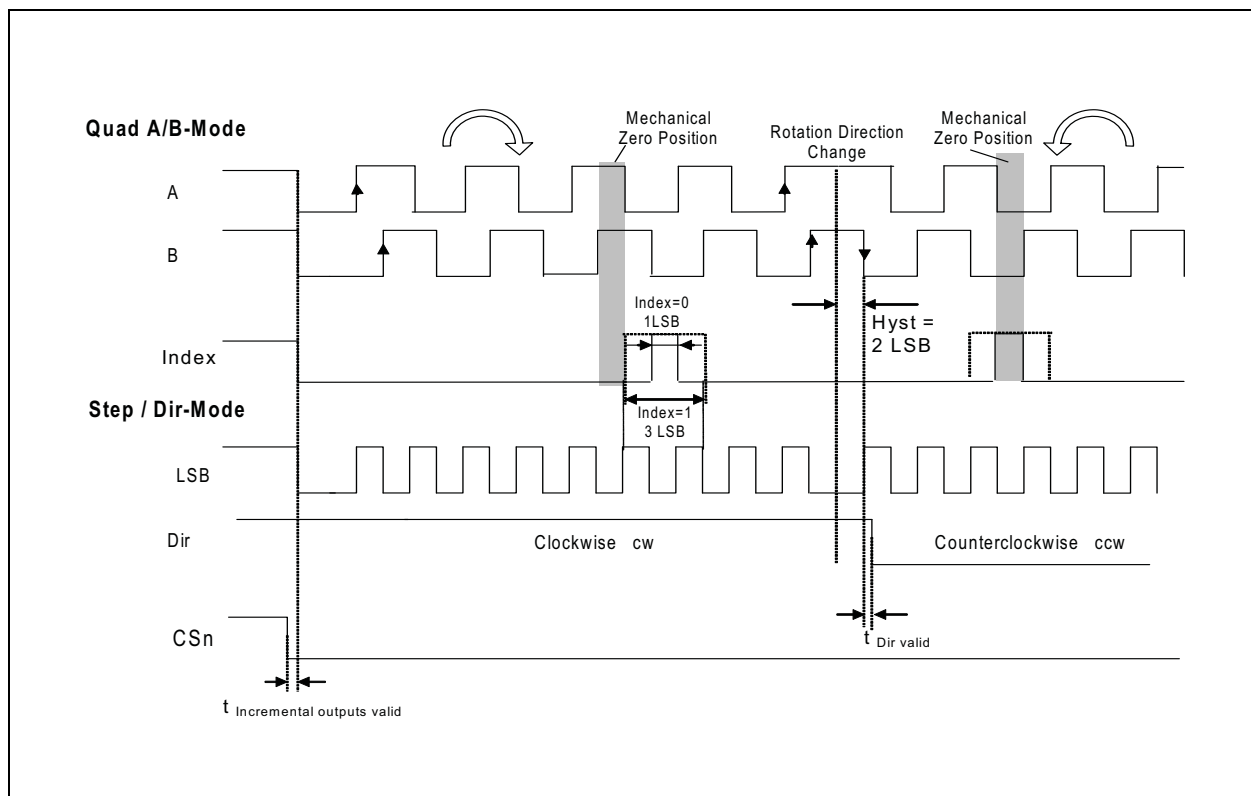 Quad A/B-Mode
Mechanical
Zero Position
Rotation Direction
Change
Mechanical
Zero Position
A
B
Index=0
1LSB
Hyst =
2 LSB
Index
Step / Dir-Mode
Index=1
3 LSB
LSB
Dir
Clockwise cw
Counterclockwise ccw
CSn
t Dir valid
t Incremental outputs valid